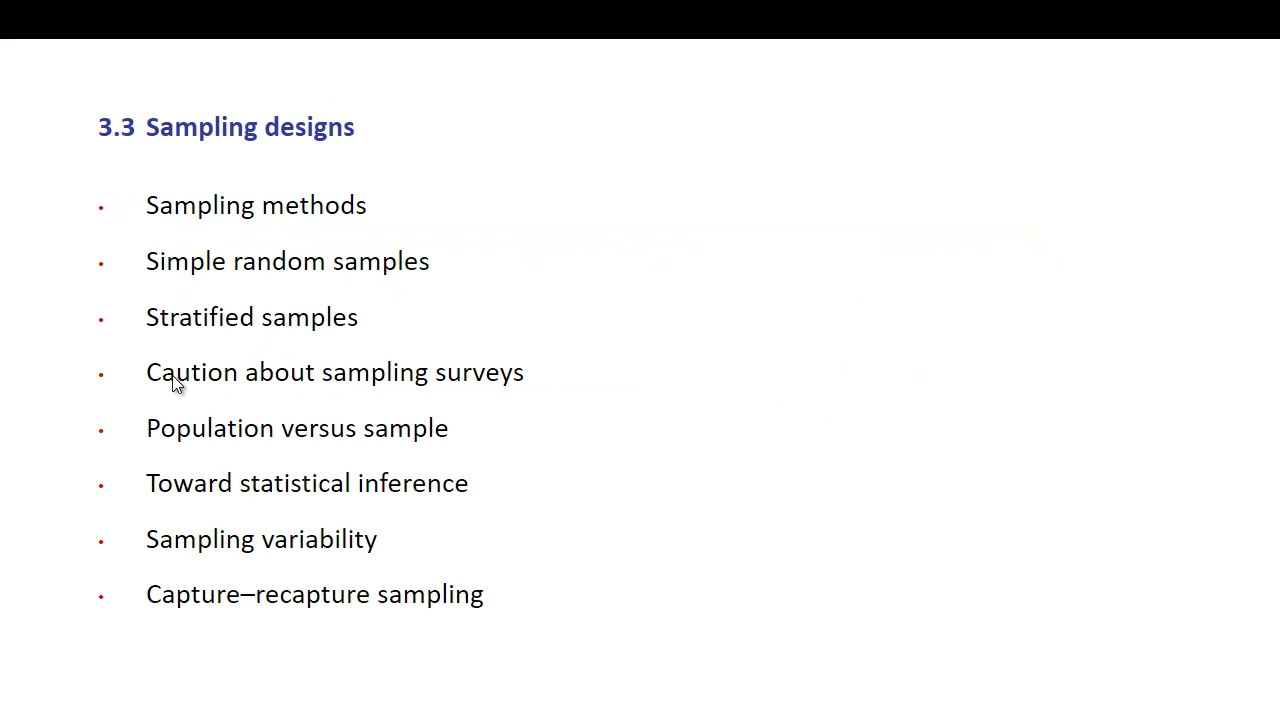 3.3 Sampling designs
• Sampling methods
• Simple random samples
• Stratified samples
• Caution about sampling surveys
• Population versus sample
• Toward statistical inference
• Sampling variability
• Capture–recapture sampling